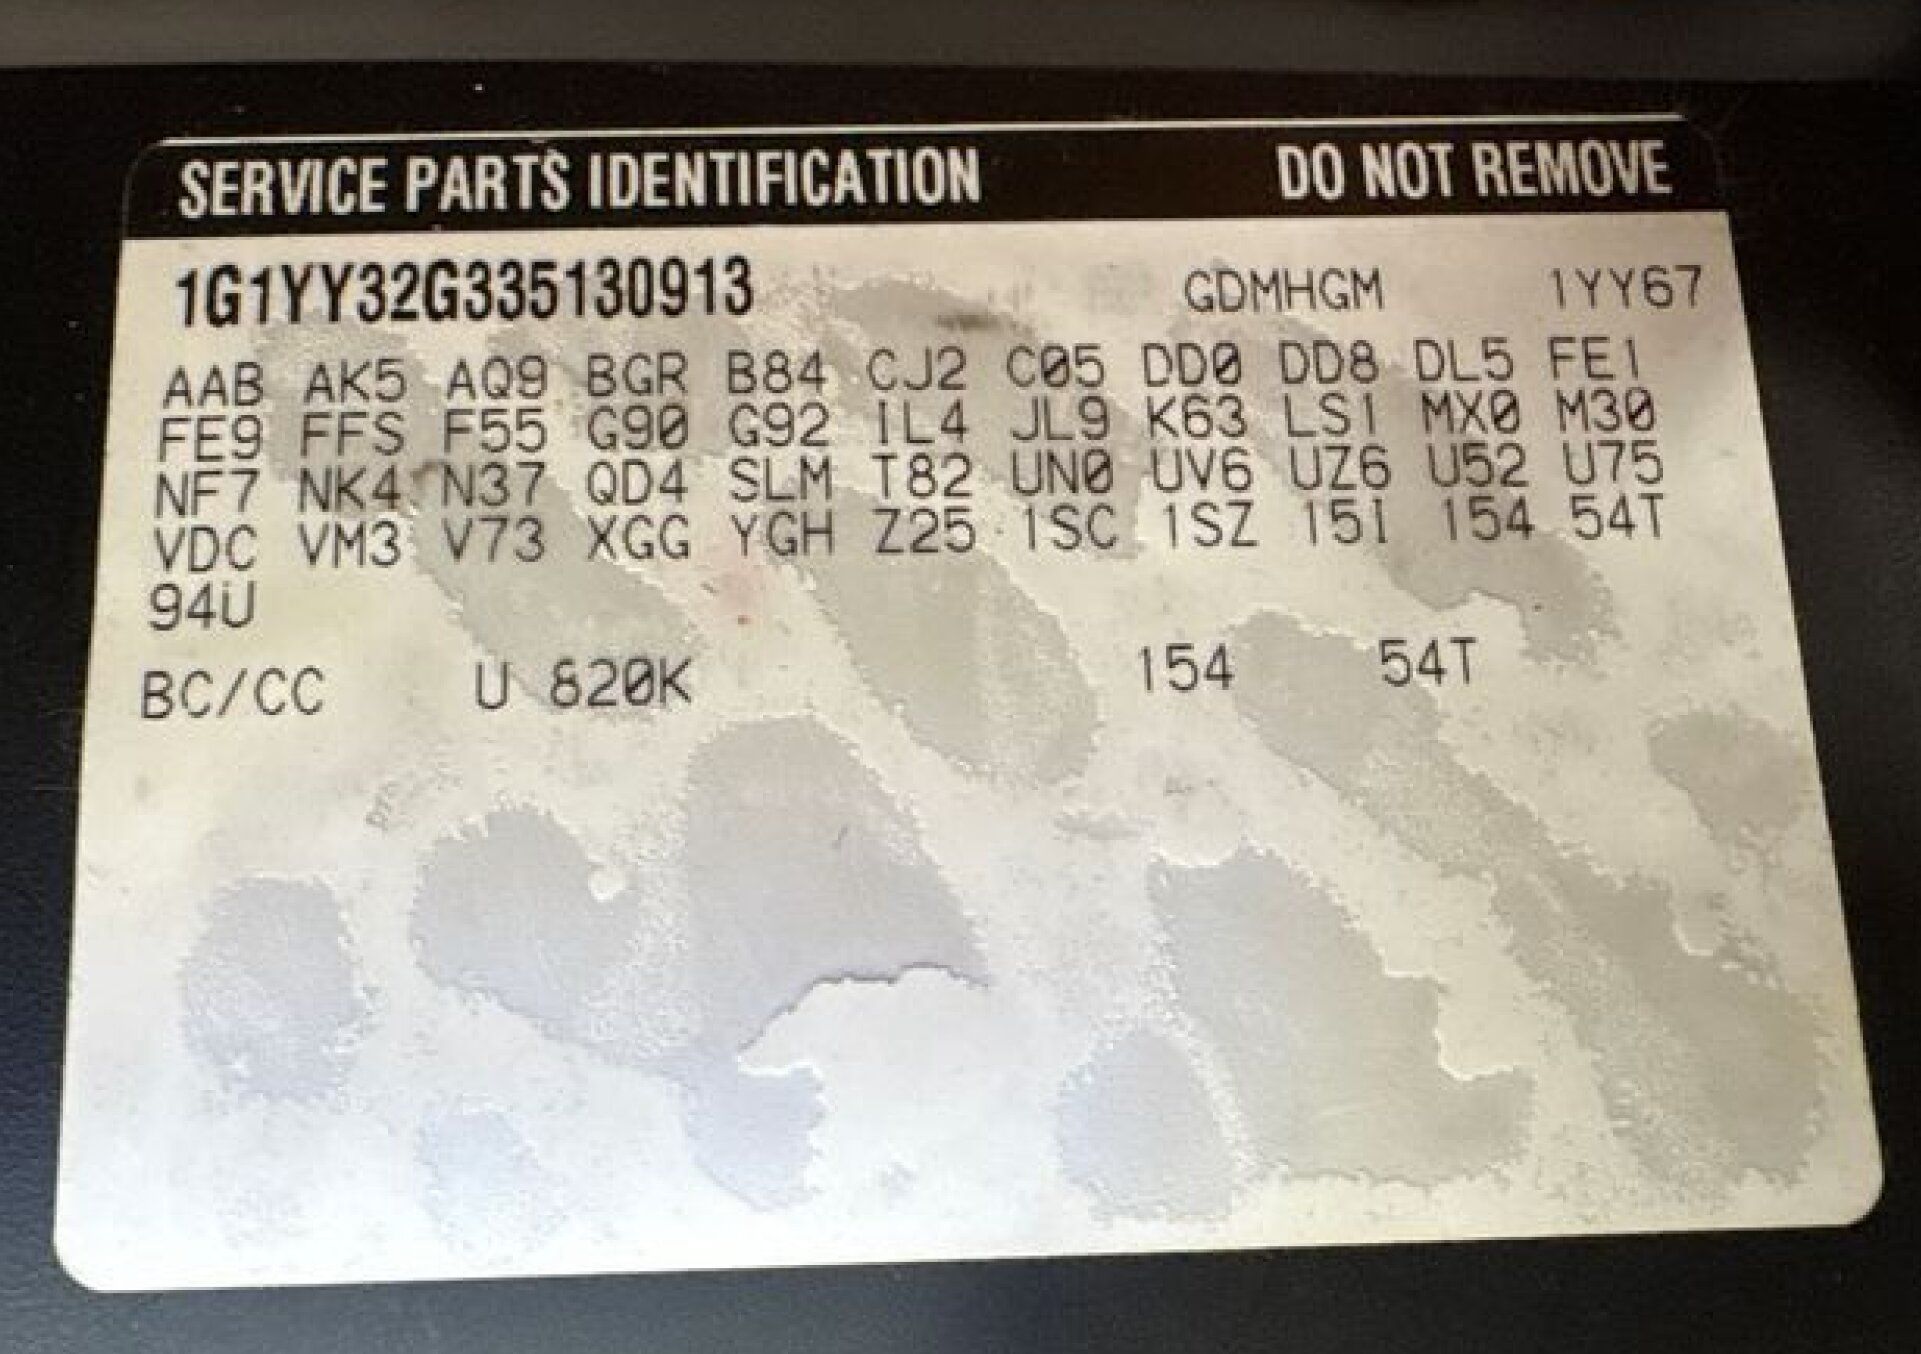 SERVICE PARTS IDENTIFICATION DO NOT REMOVE
1G1YY32G335130913 GDMHGM 1YY67
AAB AK5 AQ9 BGR B84 CJ2 C05 DD0 DD8 DL5 FE1
FE9 FFS F55 G90 G92 IL4 JL9 K63 LS1 MX0 M30
NF7 NK4 N37 QD4 SLM T82 UN0 UV6 UZ6 U52 U75
VDC VM3 V73 XGG YGH Z25 1SC 1SZ 15I 154 54T
94U
BC/CC U 820K 154 54T